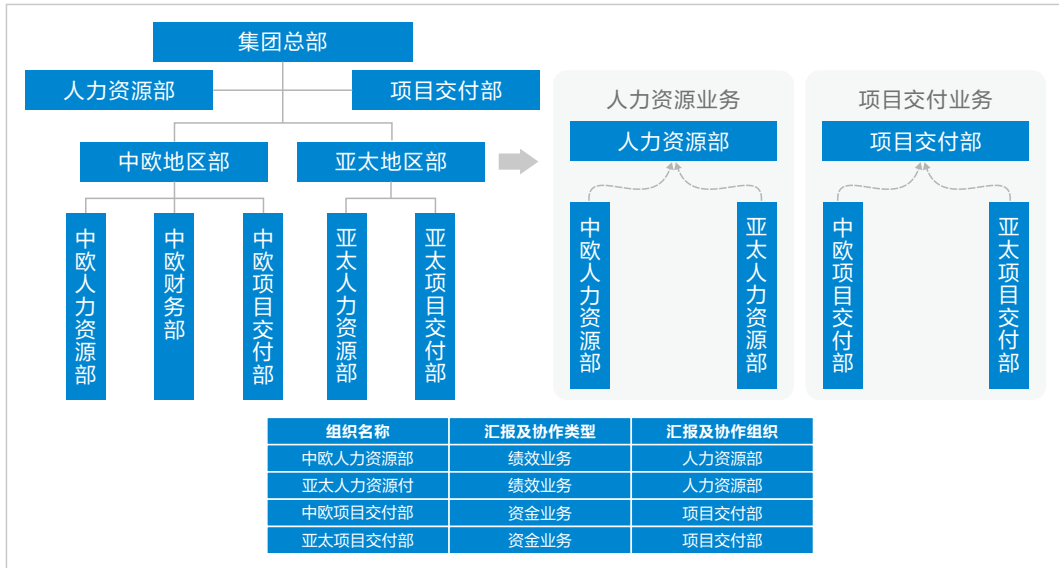 集团总部
人力资源部
项目交付部
中欧地区部
亚太地区部
中欧人力资源部
中欧财务部
中欧项目交付部
亚太人力资源部
亚太项目交付部
人力资源业务
人力资源部
中欧人力资源部
亚太人力资源部
项目交付业务
项目交付部
中欧项目交付部
亚太项目交付部
组织名称 汇报及协作类型 汇报及协作组织
中欧人力资源部 绩效业务 人力资源部
亚太人力资源付 绩效业务 人力资源部
中欧项目交付部 资金业务 项目交付部
亚太项目交付部 资金业务 项目交付部